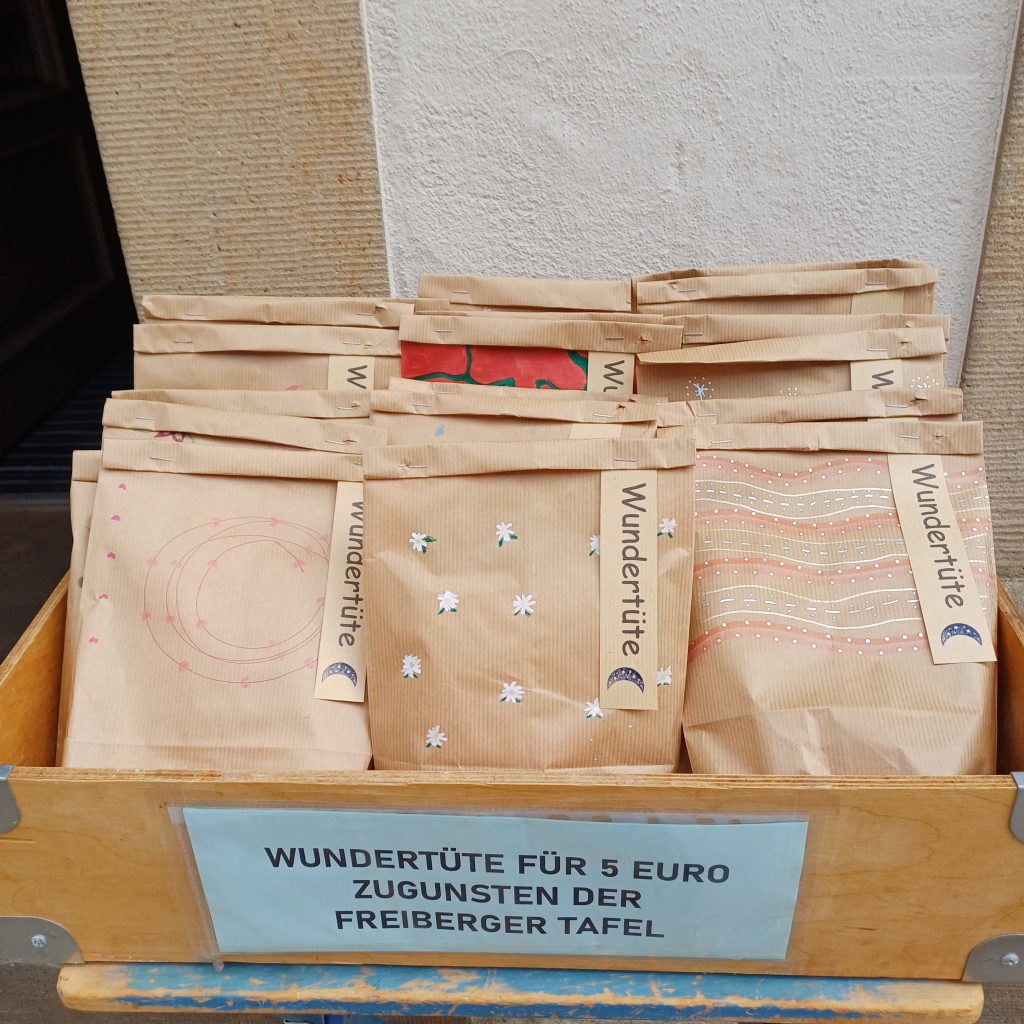 Wundertüte
Wundertüte
Wundertüte
WUNDERTÜTE FÜR 5 EURO
ZUGUNSTEN DER
FREIBERGER TAFEL